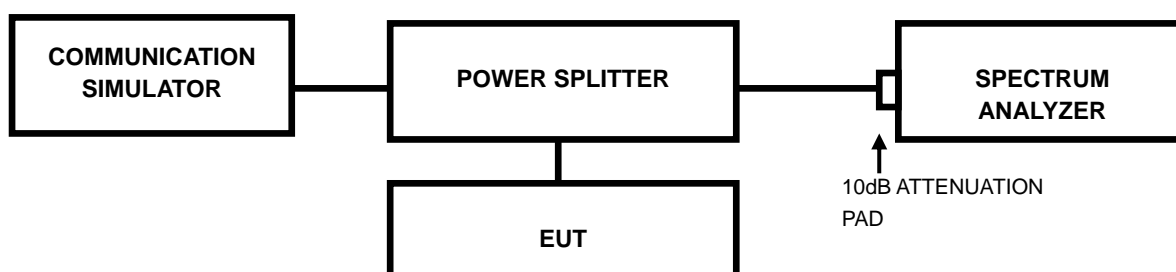 COMMUNICATION
SIMULATOR
POWER SPLITTER
SPECTRUM
ANALYZER
10dB ATTENUATION
PAD
EUT